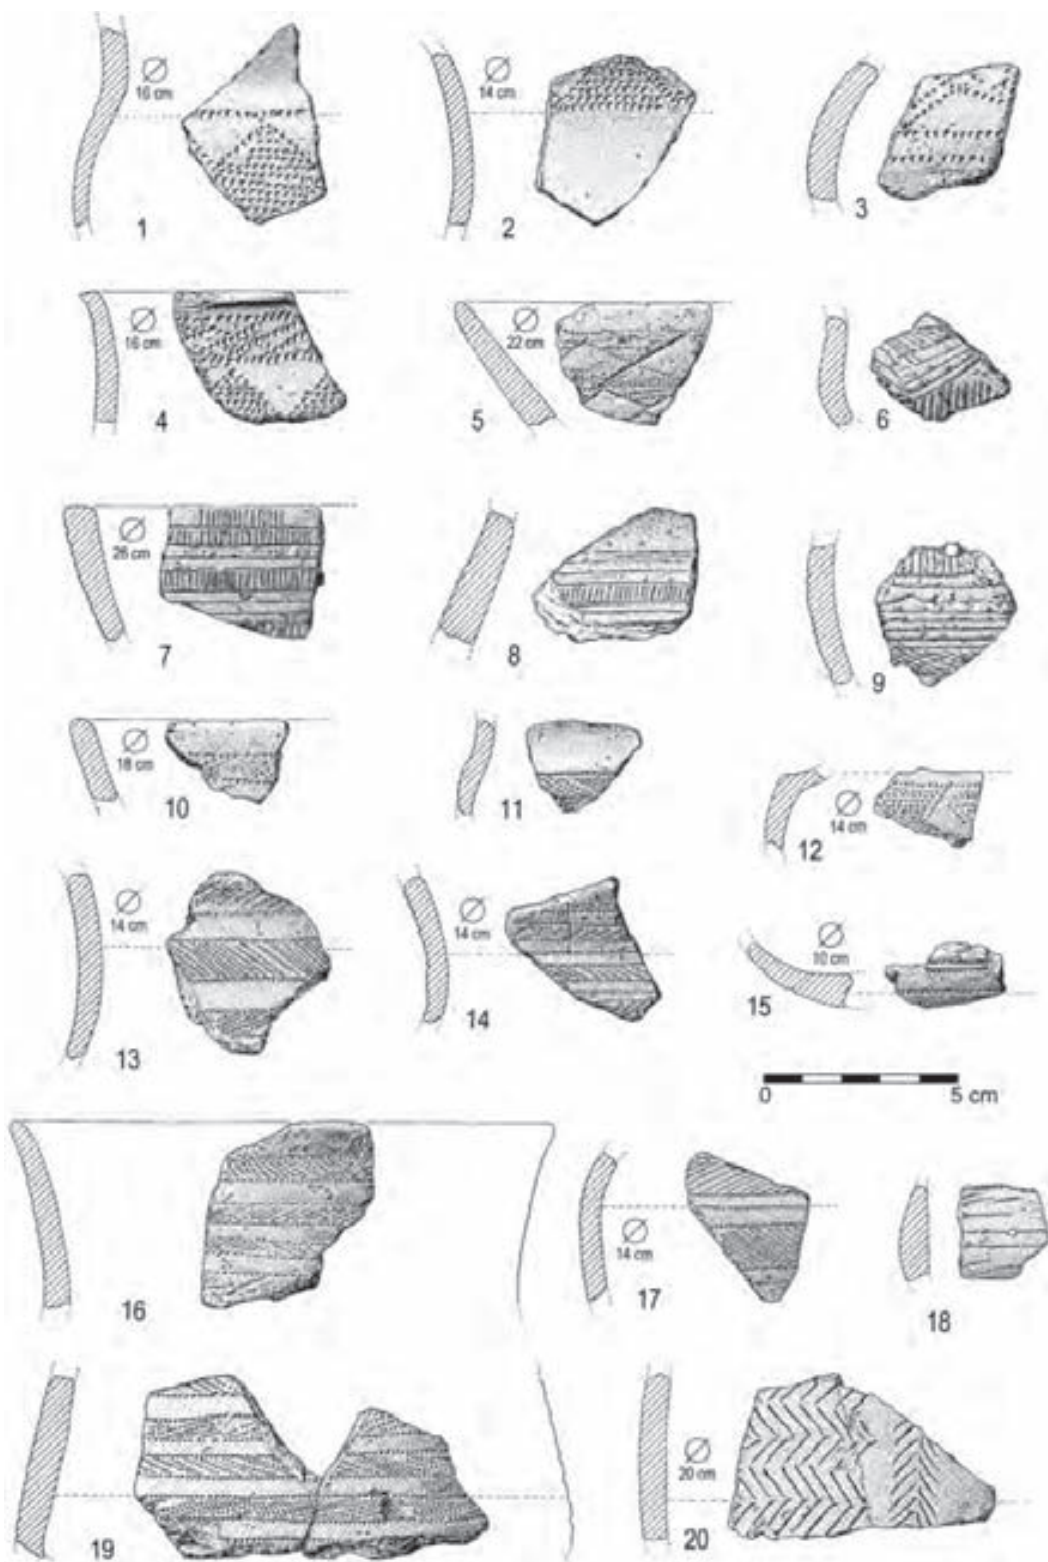 Ø Ø
16 cm 14 cm
1 2 3
Ø Ø
16 cm 22 cm
4 5 6
Ø
26 cm
7 8 9
Ø
18 cm
10 11
Ø
14 cm
12
Ø Ø
14 cm 14 cm
Ø
10 cm
13 14 15
0 5 cm
Ø
14 cm
16 17 18
Ø
20 cm
19 20